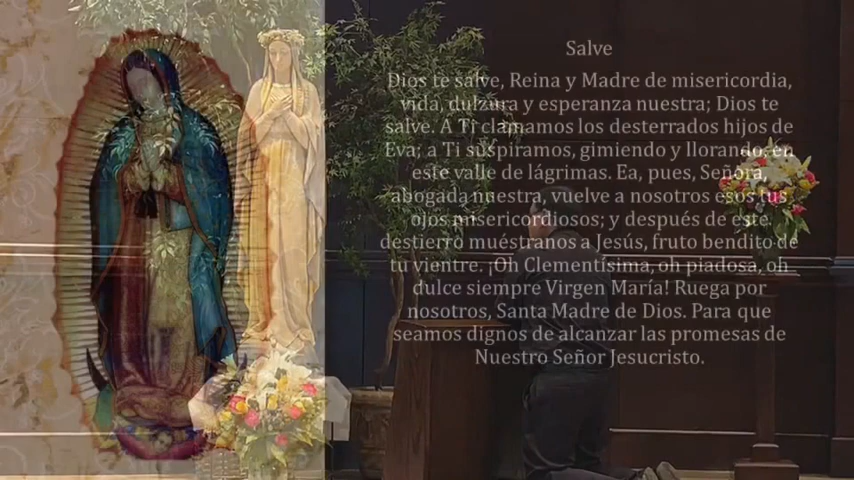 Salve
Dios te salve, Reina y Madre de misericordia,
vida, dulzura y esperanza nuestra; Dios te
salve. A Ti clamamos los desterrados hijos de
Eva; a Ti suspiramos, gimiendo y llorando, en
este valle de lágrimas. Ea, pues, Señora,
abogada nuestra, vuelve a nosotros esos tus
ojos misericordiosos; y después de este
destierro muéstranos a Jesús, fruto bendito de
tu vientre. ¡Oh Clementísima, oh piadosa, oh
dulce siempre Virgen María! Ruega por
nosotros, Santa Madre de Dios. Para que
seamos dignos de alcanzar las promesas de
Nuestro Señor Jesucristo.